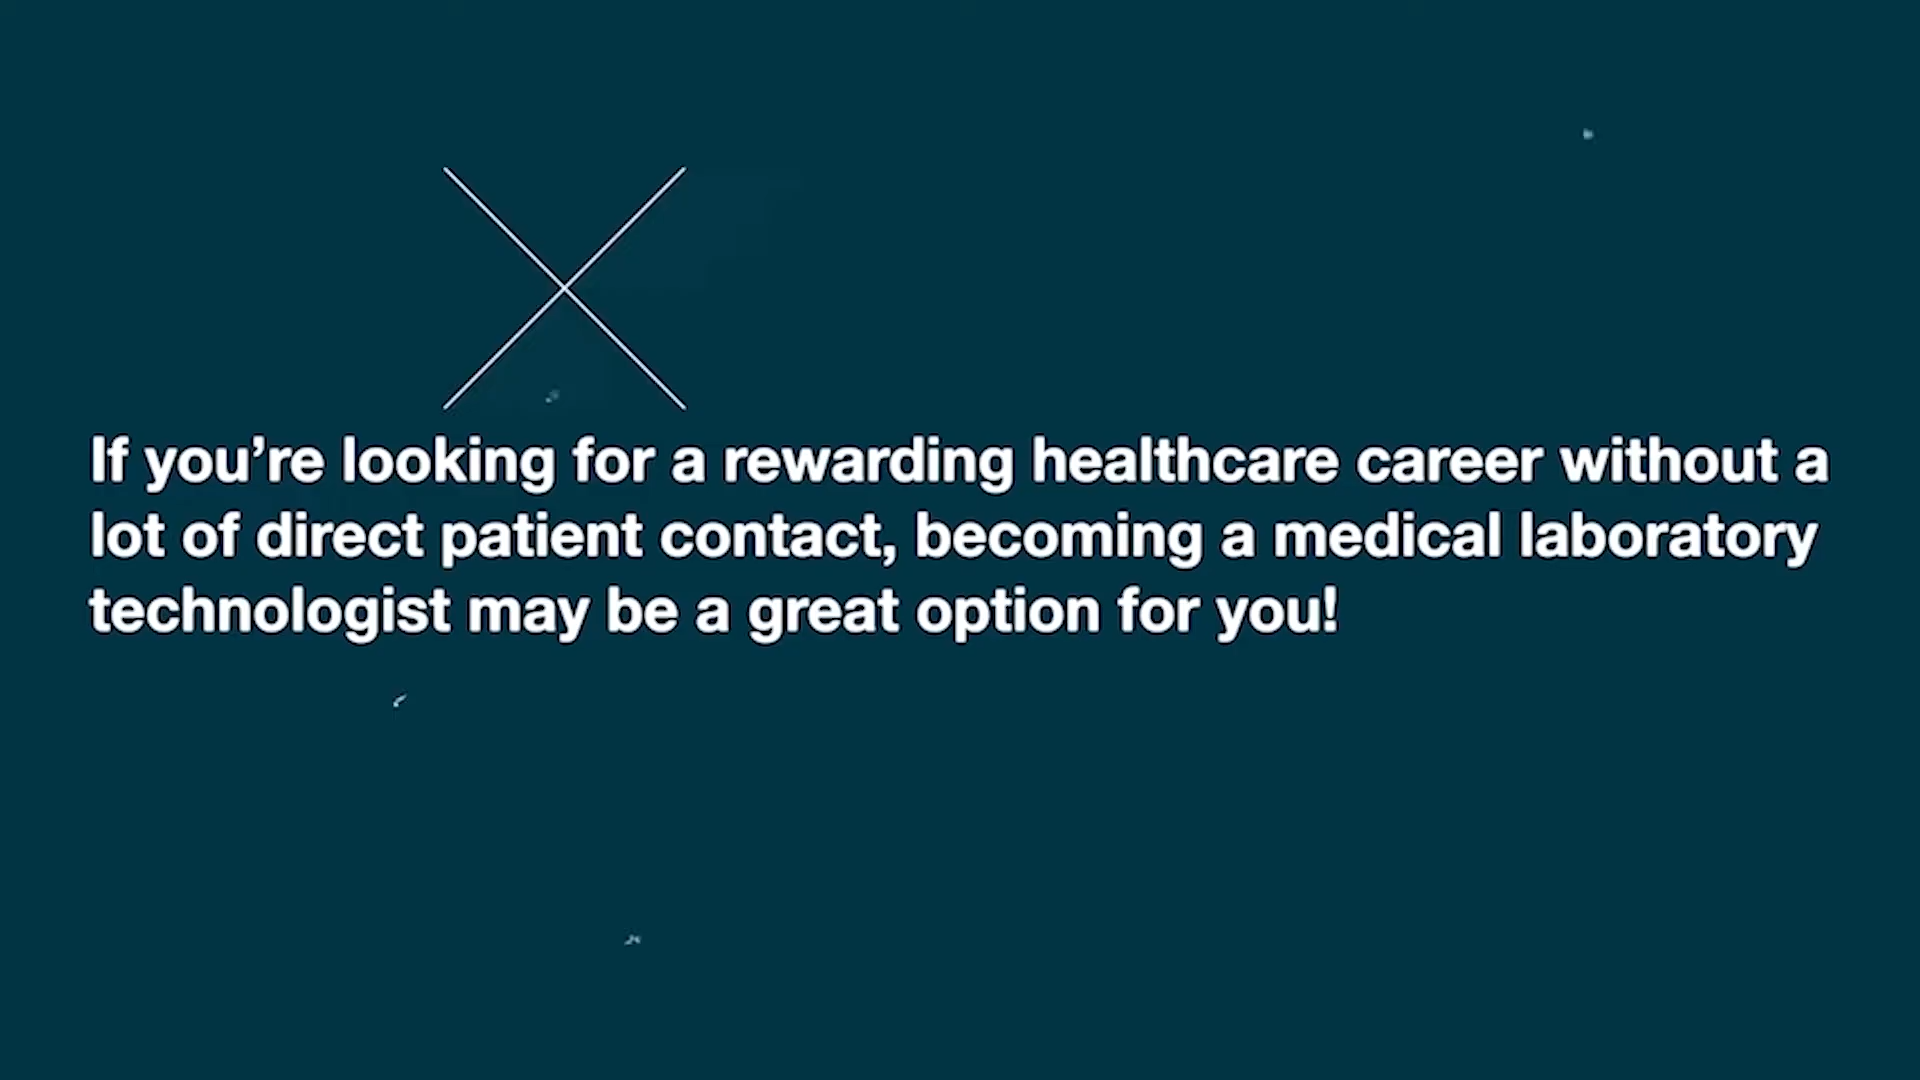 If you’re looking for a rewarding healthcare career without a
lot of direct patient contact, becoming a medical laboratory
technologist may be a great option for you!